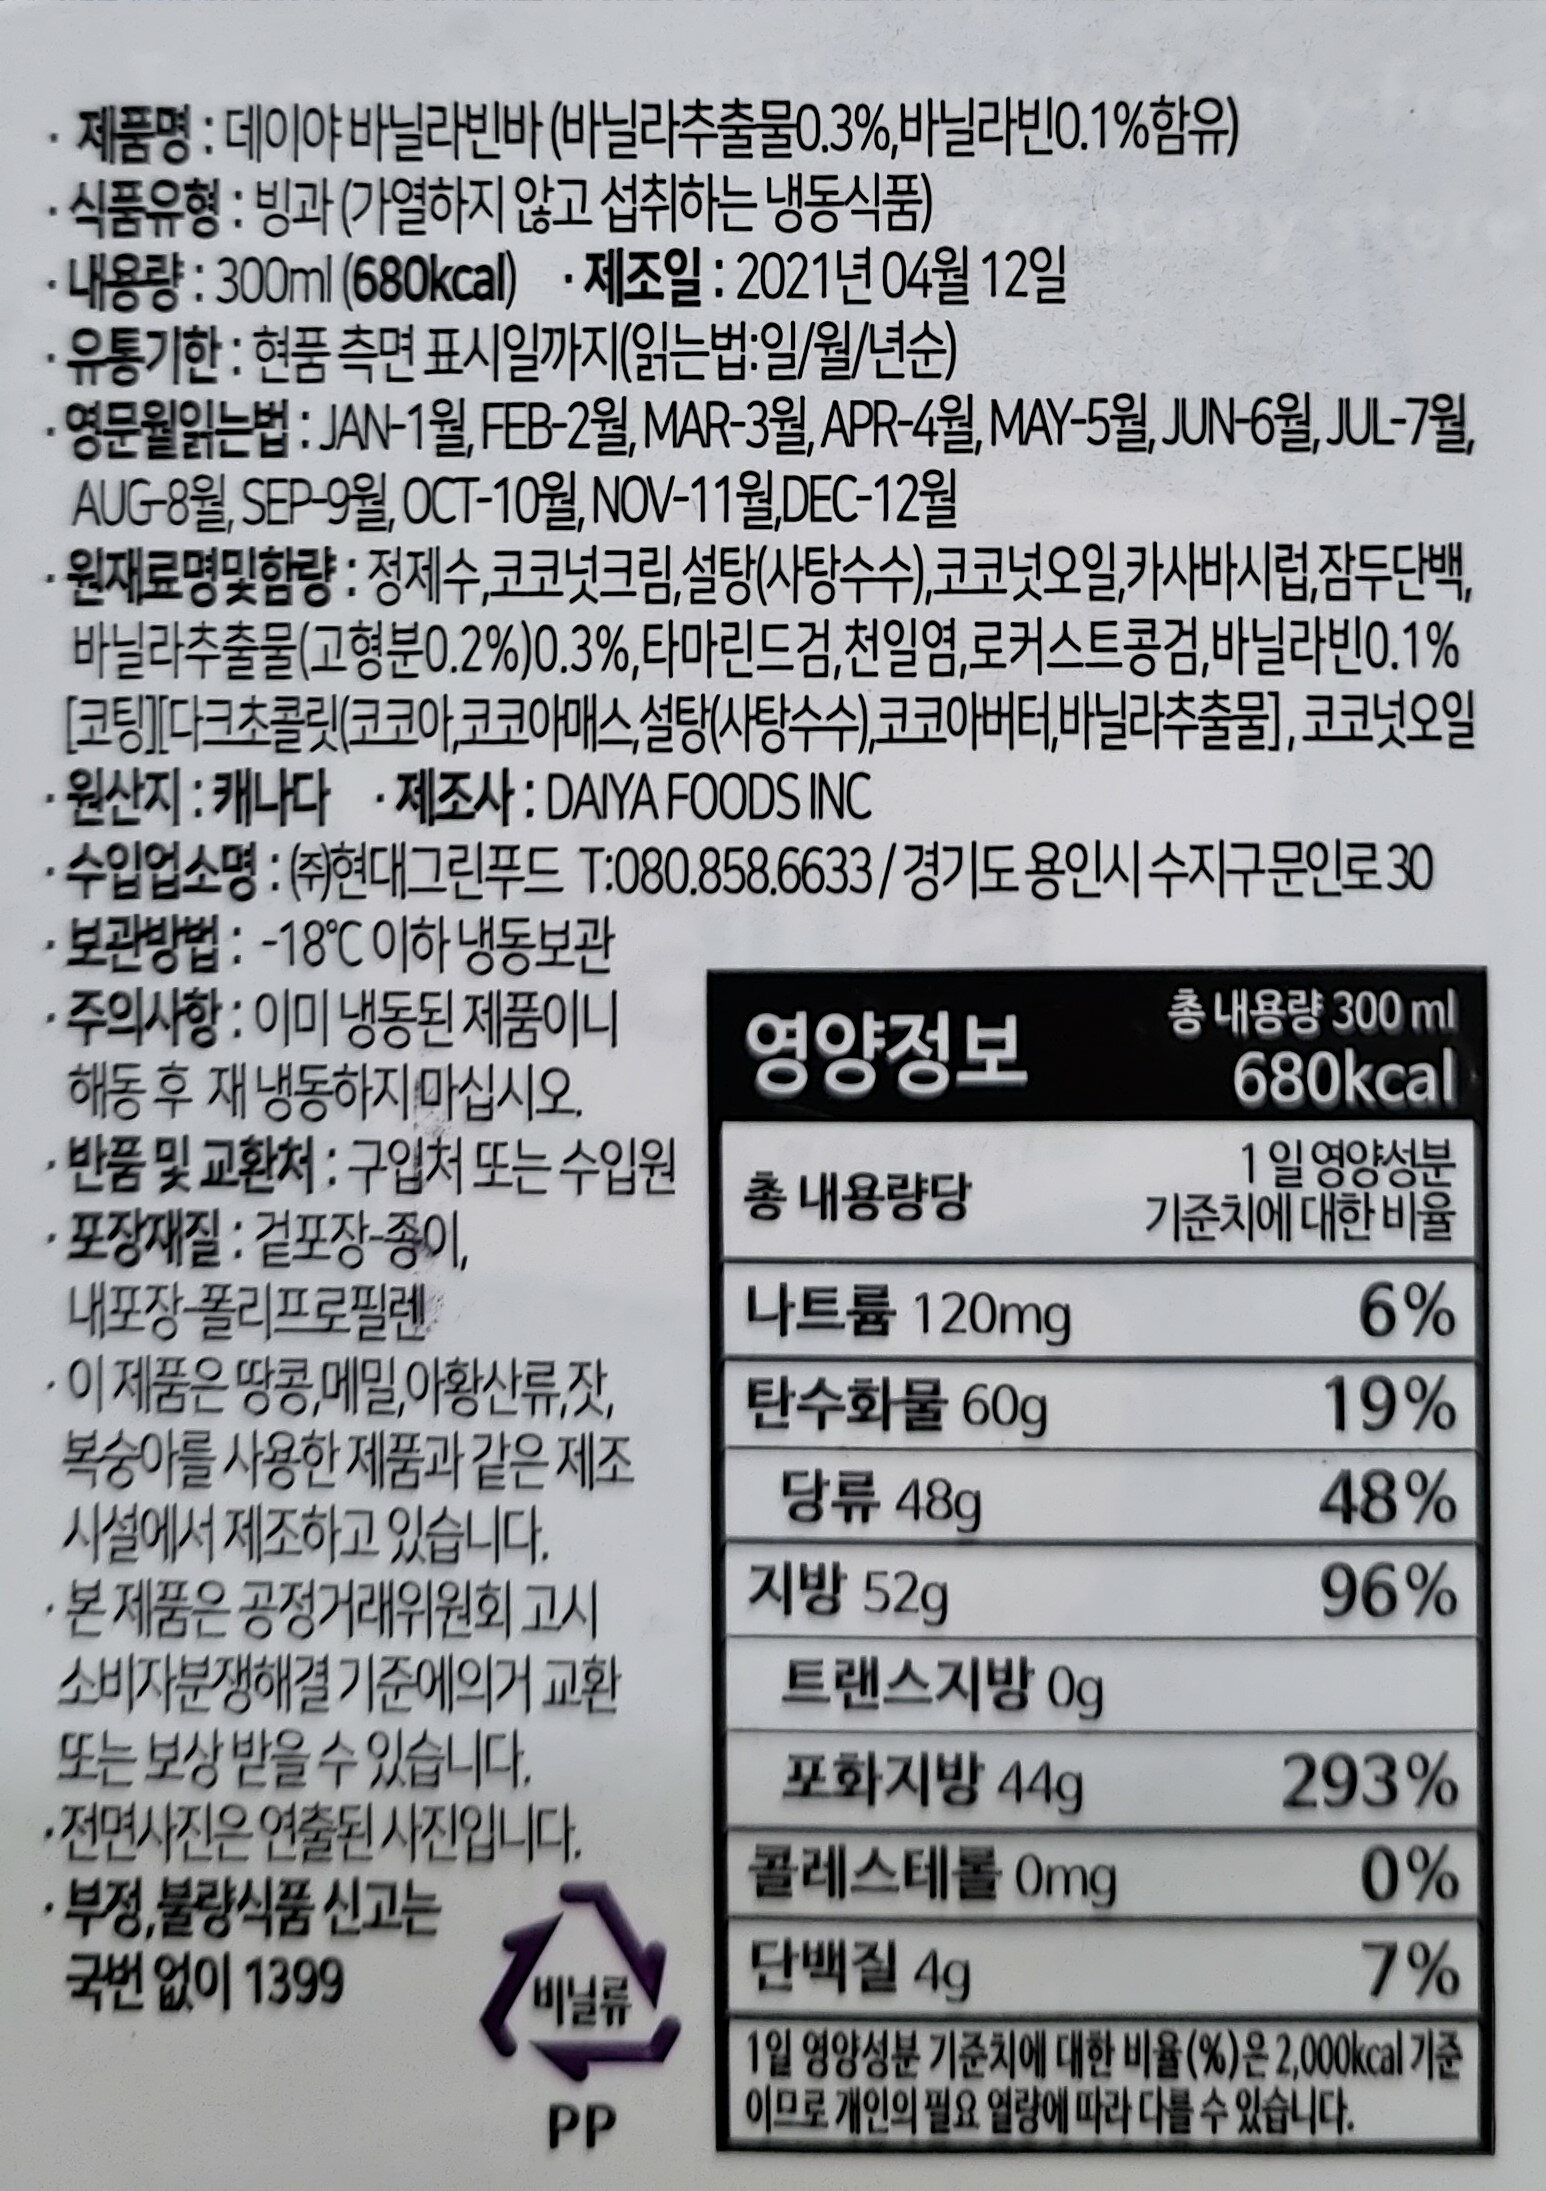 · 제품명 : 데이야 바닐라빈바 (바닐라추출물0.3%,바닐라빈0.1%함유)
· 식품유형 : 빙과 (가열하지 않고 섭취하는 냉동식품)
· 내용량 : 300ml (680kcal) · 제조일 : 2021년 04월 12일
· 유통기한 : 현품 측면 표시일까지(읽는법:일/월/년순)
· 영문월읽는법 : JAN-1월, FEB-2월, MAR-3월, APR-4월, MAY-5월, JUN-6월, JUL-7월,
AUG-8월, SEP-9월, OCT-10월, NOV-11월,DEC-12월
· 원재료명및함량 : 정제수,코코넛크림,설탕(사탕수수),코코넛오일,카사바시럽,잠두단백,
바닐라추출물(고형분0.2%)0.3%,타마린드검,천일염,로커스트콩검,바닐라빈0.1%
[코팅][다크초콜릿(코코아,코코아매스,설탕(사탕수수),코코아버터,바닐라추출물], 코코넛오일
· 원산지 : 캐나다 · 제조사 : DAIYA FOODS INC
· 수입업소명 : (주)현대그린푸드 T:080.858.6633 / 경기도 용인시 수지구 문인로 30
· 보관방법 : -18℃ 이하 냉동보관
· 주의사항 : 이미 냉동된 제품이니
해동 후 재 냉동하지 마십시오.
· 반품 및 교환처 : 구입처 또는 수입원
· 포장재질 : 겉포장-종이,
내포장-폴리프로필렌
· 이 제품은 땅콩,메밀,아황산류,잣,
복숭아를 사용한 제품과 같은 제조
시설에서 제조하고 있습니다.
· 본 제품은 공정거래위원회 고시
소비자분쟁해결 기준에의거 교환
또는 보상 받을 수 있습니다.
· 전면사진은 연출된 사진입니다.
· 부정,불량식품 신고는
국번 없이 1399
비닐류
PP
영양정보
총 내용량 300 ml
680kcal
총 내용량당
1일 영양성분
기준치에 대한 비율
나트륨 120mg 6%
탄수화물 60g 19%
당류 48g 48%
지방 52g 96%
트랜스지방 0g
포화지방 44g 293%
콜레스테롤 0mg 0%
단백질 4g 7%
1일 영양성분 기준치에 대한 비율(%)은 2,000kcal 기준
이므로 개인의 필요 열량에 따라 다를 수 있습니다.